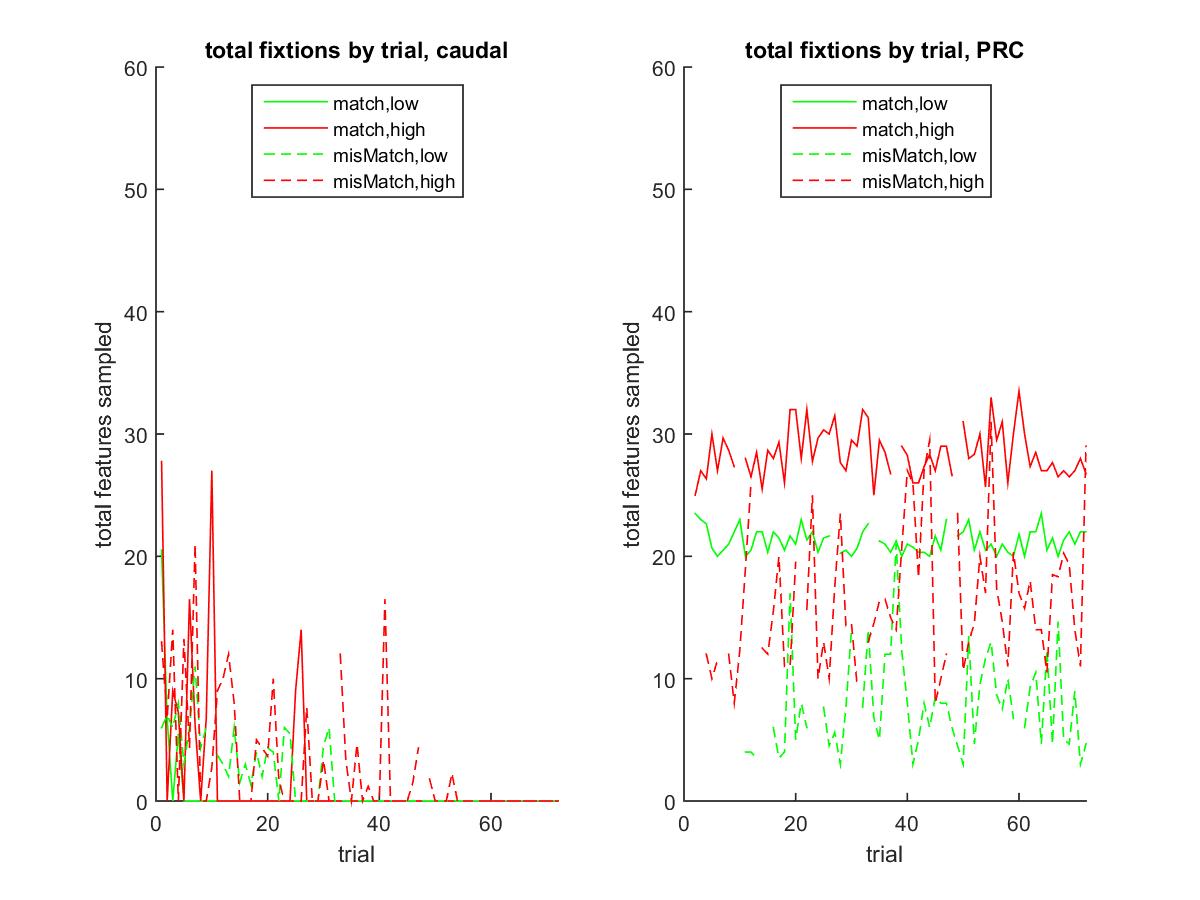 total fixtions by trial, caudal
60
50
40
30
20
10
0
total features sampled
match,low
match,high
misMatch,low
misMatch,high
0
20
40
60
trial
total fixtions by trial, PRC
60
50
40
30
20
10
0
total features sampled
match,low
match,high
misMatch,low
misMatch,high
0
20
40
60
trial